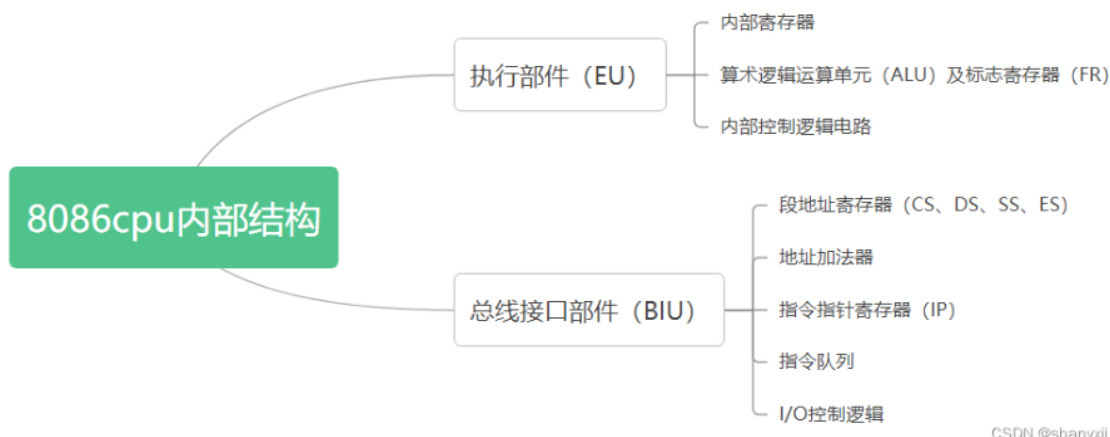 8086cpu内部结构
执行部件（EU）
内部寄存器
算术逻辑运算单元（ALU）及标志寄存器（FR）
内部控制逻辑电路
总线接口部件（BIU）
段地址寄存器（CS、DS、SS、ES）
地址加法器
指令指针寄存器（IP）
指令队列
I/O控制逻辑
CSDN @shanyxii